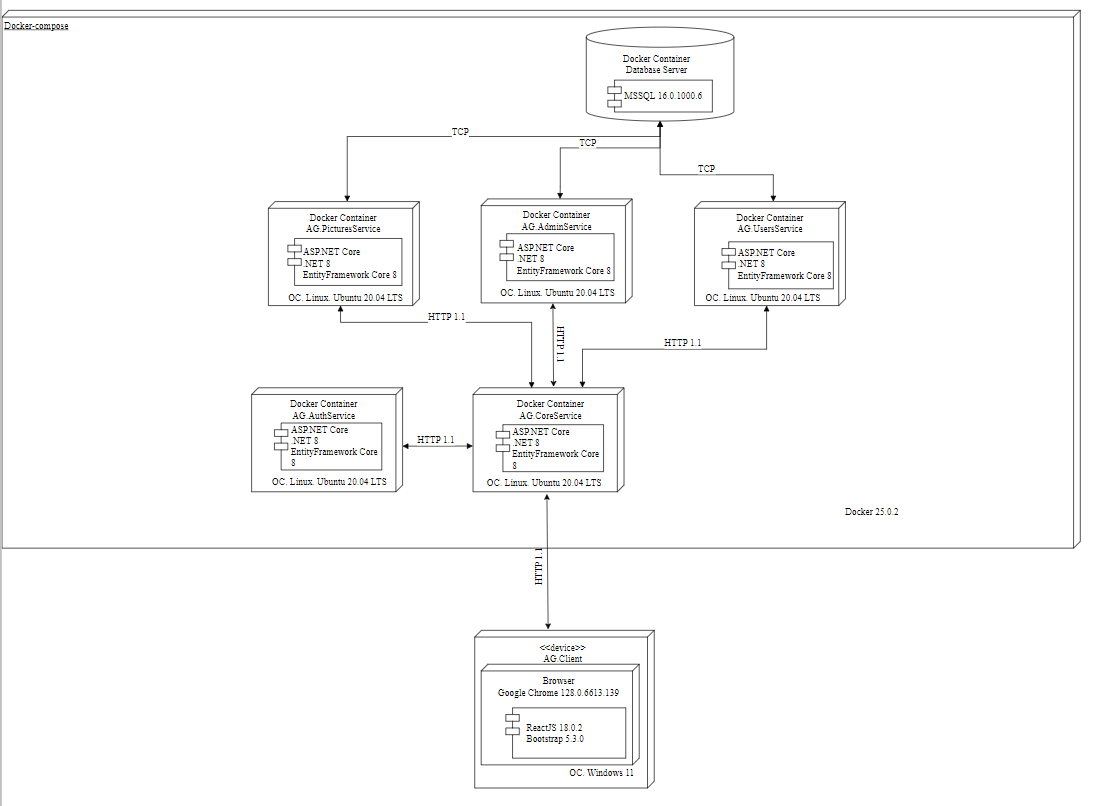 Docker-compose
Docker Container
Database Server
MSSQL 16.0.1000.6
TCP
TCP
TCP
Docker Container
AG.PicturesService
ASP.NET Core
.NET 8
EntityFramework Core 8
OC. Linux. Ubuntu 20.04 LTS
Docker Container
AG.AdminService
ASP.NET Core
.NET 8
EntityFramework Core 8
OC. Linux. Ubuntu 20.04 LTS
Docker Container
AG.UsersService
ASP.NET Core
.NET 8
EntityFramework Core 8
OC. Linux. Ubuntu 20.04 LTS
HTTP 1.1
HTTP 1.1
HTTP 1.1
Docker Container
AG.AuthService
ASP.NET Core
.NET 8
EntityFramework Core
8
OC. Linux. Ubuntu 20.04 LTS
HTTP 1.1
Docker Container
AG.CoreService
ASP.NET Core
.NET 8
EntityFramework Core
8
OC. Linux. Ubuntu 20.04 LTS
Docker 25.0.2
HTTP 1.1
<<device>>
AG.Client
Browser
Google Chrome 128.0.6613.139
ReactJS 18.0.2
Bootstrap 5.3.0
OC. Windows 11